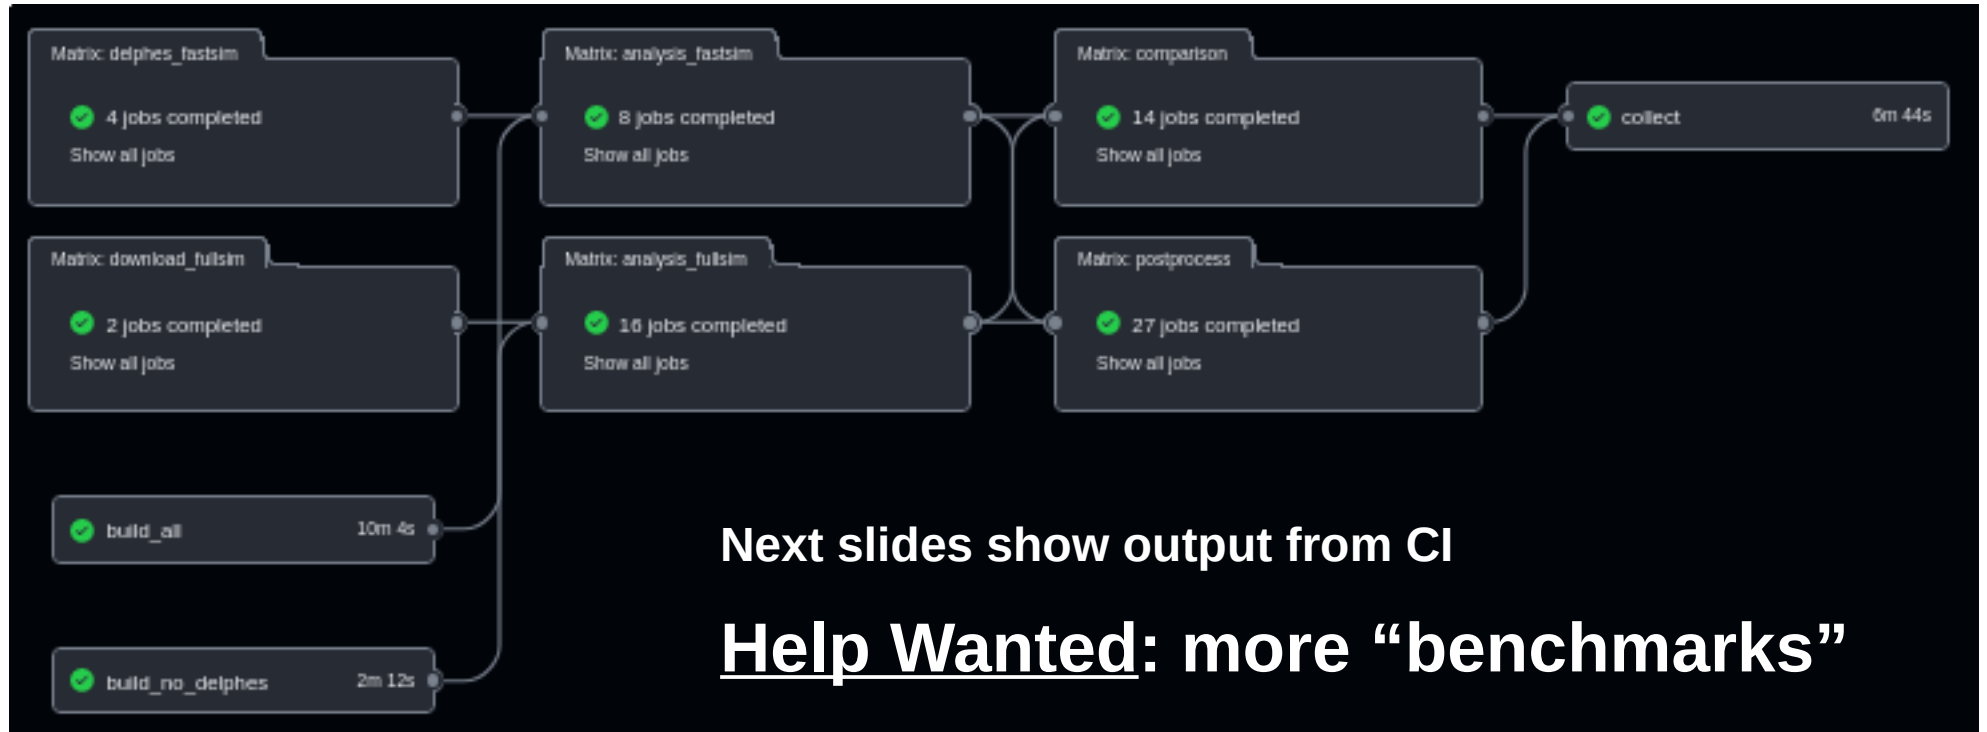 Matrix: delphes_fastsim
4 jobs completed
Show all jobs
Matrix: analysis_fastsim
8 jobs completed
Show all jobs
Matrix: comparison
14 jobs completed
Show all jobs
collect 6m 44s
Matrix: download_fullsim
2 jobs completed
Show all jobs
Matrix: analysis_fullsim
16 jobs completed
Show all jobs
Matrix: postprocess
27 jobs completed
Show all jobs
build_all 10m 4s
build_no_delphes 2m 12s
Next slides show output from CI
Help Wanted: more “benchmarks”